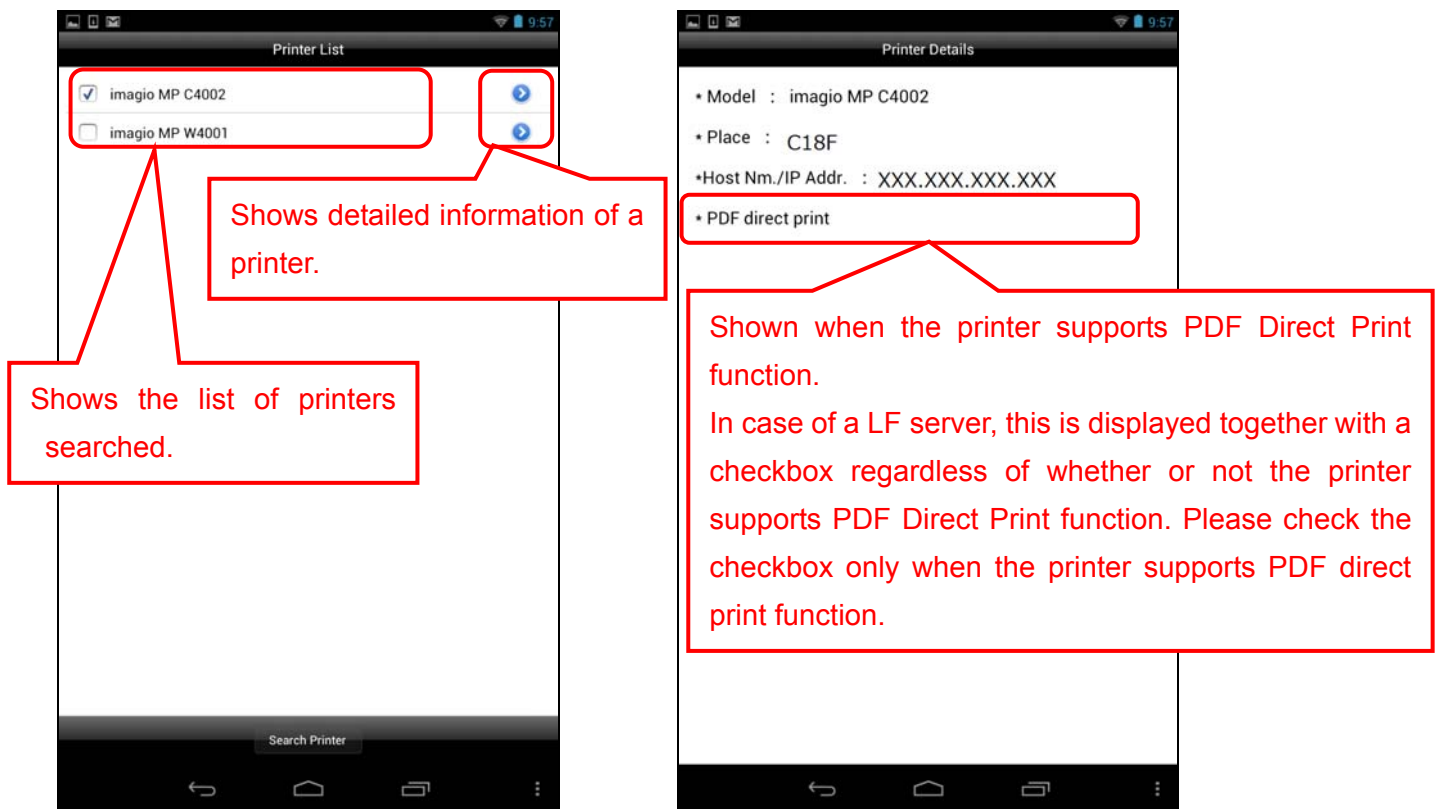 9:57
Printer List
imagio MP C4002
imagio MP W4001
Shows detailed information of a
printer.
Shows the list of printers
searched.
Search Printer
9:57
Printer Details
* Model : imagio MP C4002
* Place : C18F
*Host Nm./IP Addr. : XXX.XXX.XXX.XXX
* PDF direct print
Shown when the printer supports PDF Direct Print
function.
In case of a LF server, this is displayed together with a
checkbox regardless of whether or not the printer
supports PDF Direct Print function. Please check the
checkbox only when the printer supports PDF direct
print function.